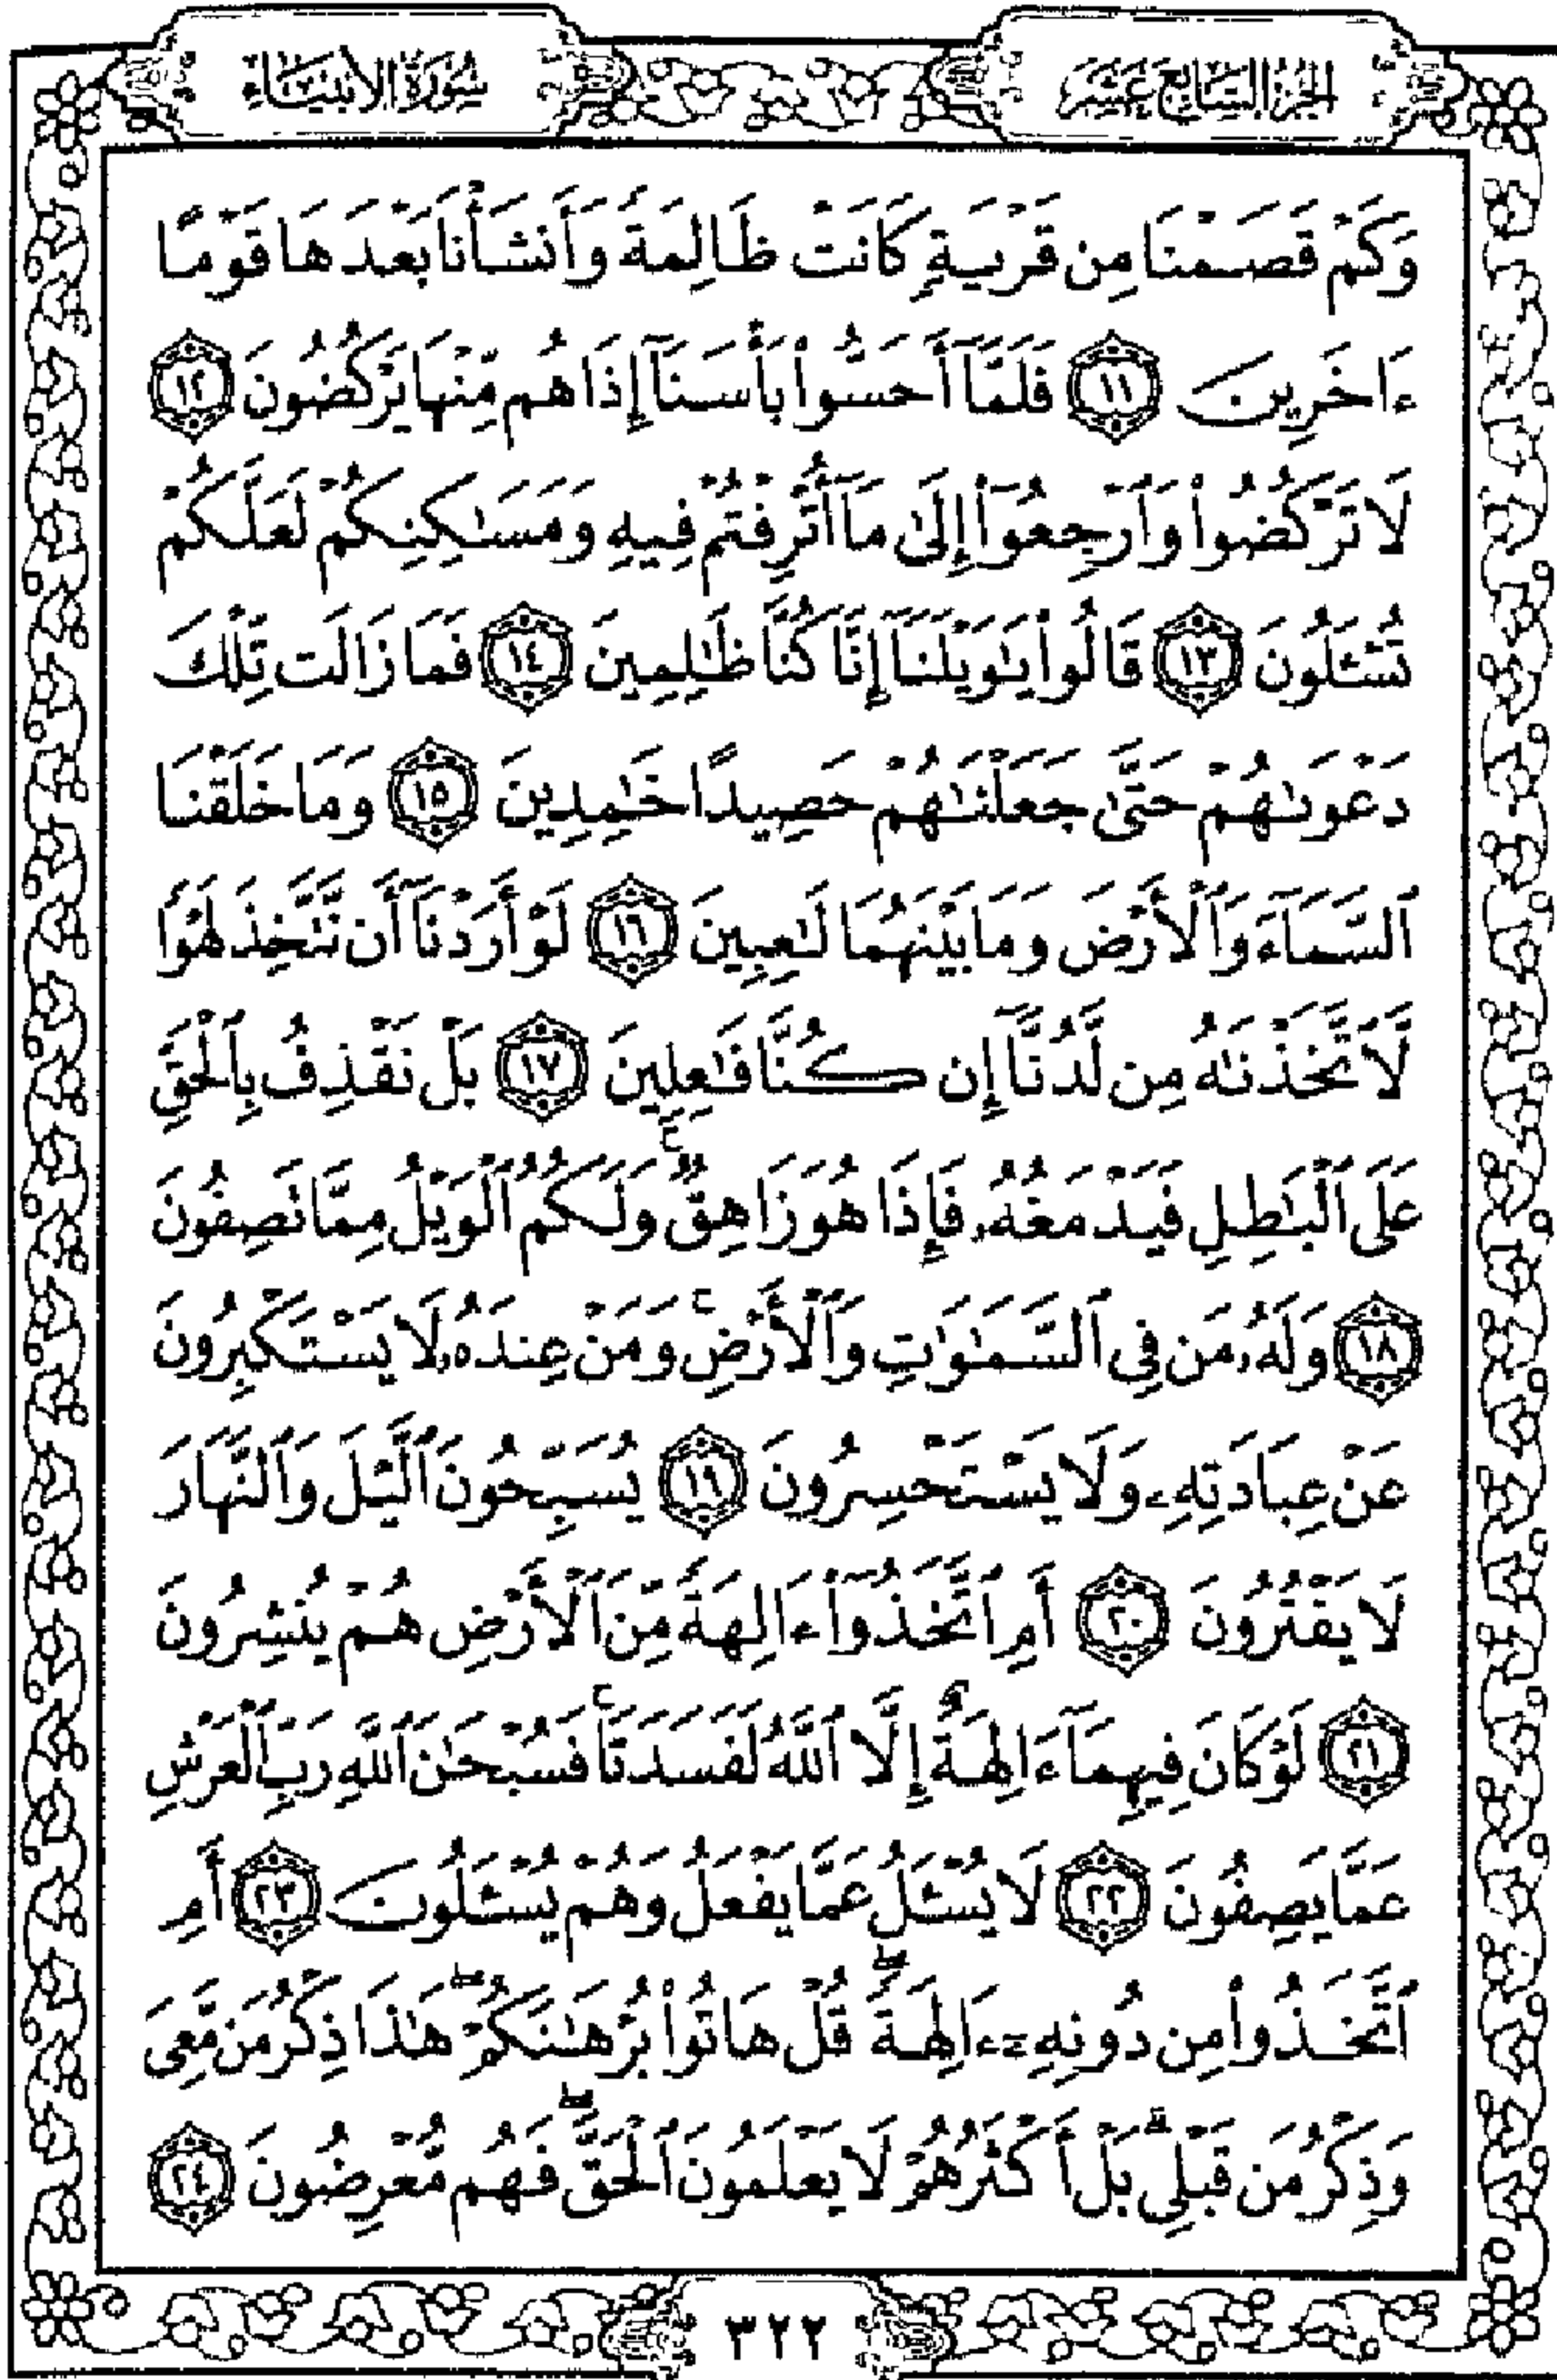 الجزء السابع عشر
سورة الأنبياء
وَكَمْ قَصَمْنَا مِن قَرْيَةٍ كَانَتْ ظَالِمَةً وَأَنشَأْنَا بَعْدَهَا قَوْمًا
ءَاخَرِينَ ١١ فَلَمَّآ أَحَسُّوا۟ بَأْسَنَآ إِذَا هُم مِّنْهَا يَرْكُضُونَ ١٢
لَا تَرْكُضُوا۟ وَٱرْجِعُوٓا۟ إِلَىٰ مَآ أُتْرِفْتُمْ فِيهِ وَمَسَـٰكِنِكُمْ لَعَلَّكُمْ
تُسْـَٔلُونَ ١٣ قَالُوا۟ يَـٰوَيْلَنَآ إِنَّا كُنَّا ظَـٰلِمِينَ ١٤ فَمَا زَالَت تِّلْكَ
دَعْوَىٰهُمْ حَتَّىٰ جَعَلْنَـٰهُمْ حَصِيدًا خَـٰمِدِينَ ١٥ وَمَا خَلَقْنَا
ٱلسَّمَآءَ وَٱلْأَرْضَ وَمَا بَيْنَهُمَا لَـٰعِبِينَ ١٦ لَوْ أَرَدْنَآ أَن نَّتَّخِذَ لَهْوًا
لَّٱتَّخَذْنَـٰهُ مِن لَّدُنَّآ إِن كُنَّا فَـٰعِلِينَ ١٧ بَلْ نَقْذِفُ بِٱلْحَقِّ
عَلَى ٱلْبَـٰطِلِ فَيَدْمَغُهُۥ فَإِذَا هُوَ زَاهِقٌ ۚ وَلَكُمُ ٱلْوَيْلُ مِمَّا تَصِفُونَ
١٨ وَلَهُۥ مَن فِى ٱلسَّمَـٰوَٰتِ وَٱلْأَرْضِ ۚ وَمَنْ عِندَهُۥ لَا يَسْتَكْبِرُونَ
عَنْ عِبَادَتِهِۦ وَلَا يَسْتَحْسِرُونَ ١٩ يُسَبِّحُونَ ٱلَّيْلَ وَٱلنَّهَارَ
لَا يَفْتُرُونَ ٢٠ أَمِ ٱتَّخَذُوٓا۟ ءَالِهَةً مِّنَ ٱلْأَرْضِ هُمْ يُنشِرُونَ
٢١ لَوْ كَانَ فِيهِمَآ ءَالِهَةٌ إِلَّا ٱللَّهُ لَفَسَدَتَا ۚ فَسُبْحَـٰنَ ٱللَّهِ رَبِّ ٱلْعَرْشِ
عَمَّا يَصِفُونَ ٢٢ لَا يُسْـَٔلُ عَمَّا يَفْعَلُ وَهُمْ يُسْـَٔلُونَ ٢٣ أَمِ
ٱتَّخَذُوا۟ مِن دُونِهِۦٓ ءَالِهَةً ۖ قُلْ هَاتُوا۟ بُرْهَـٰنَكُمْ ۖ هَـٰذَا ذِكْرُ مَن مَّعِىَ
وَذِكْرُ مَن قَبْلِى ۗ بَلْ أَكْثَرُهُمْ لَا يَعْلَمُونَ ٱلْحَقَّ ۖ فَهُم مُّعْرِضُونَ ٢٤
٣٢٢